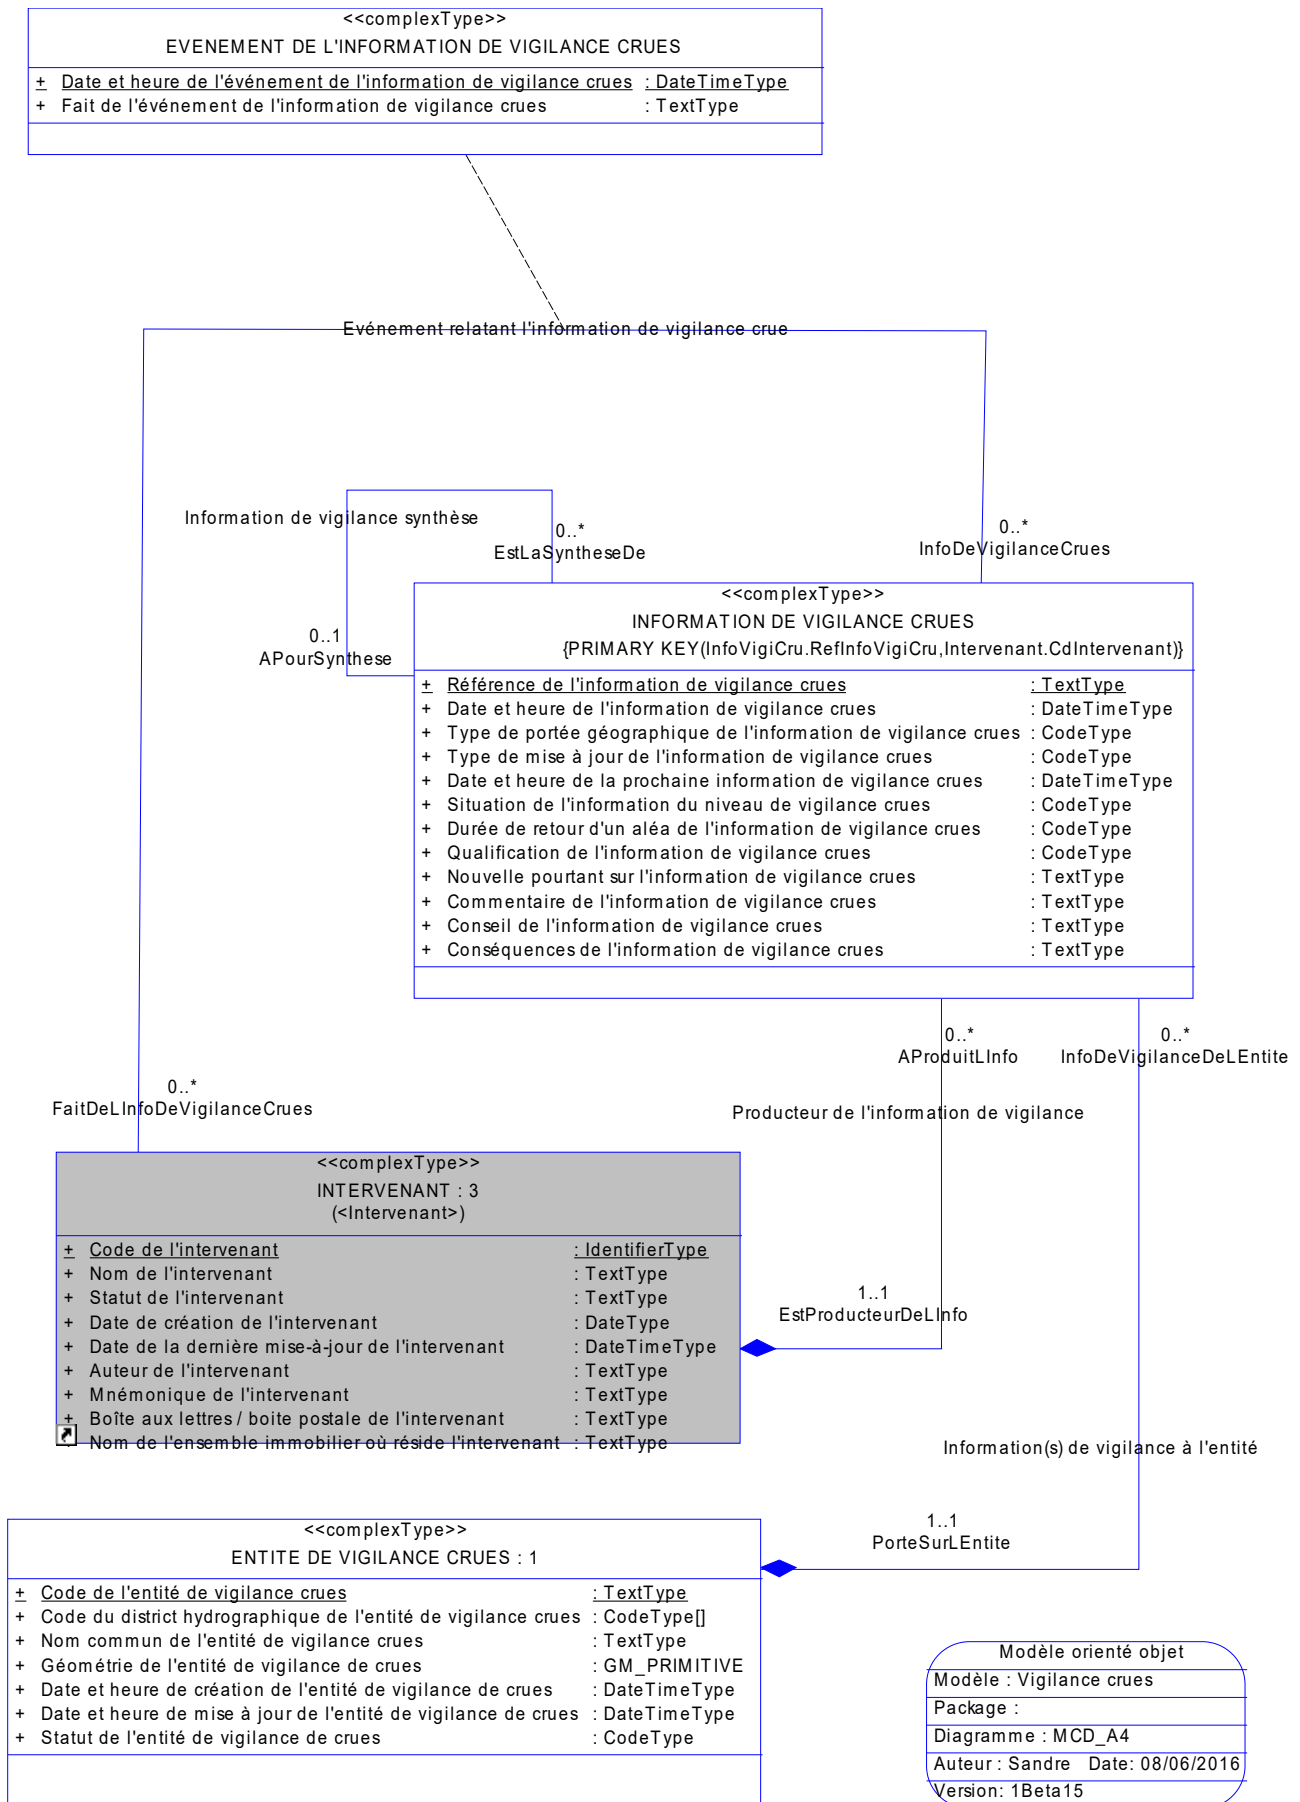 <<complexType>>
EVENEMENT DE L'INFORMATION DE VIGILANCE CRUES
+ Date et heure de l'événement de l'information de vigilance crues : DateTimeType
+ Fait de l'événement de l'information de vigilance crues : TextType
Evénement relatant l'information de vigilance crue
Information de vigilance synthèse
0..*
EstLaSyntheseDe
0..*
InfoDeVigilanceCrues
0..1
APourSynthese
<<complexType>>
INFORMATION DE VIGILANCE CRUES
{PRIMARY KEY(InfoVigiCru.RefInfoVigiCru,Intervenant.CdIntervenant)}
+ Référence de l'information de vigilance crues : TextType
+ Date et heure de l'information de vigilance crues : DateTimeType
+ Type de portée géographique de l'information de vigilance crues : CodeType
+ Type de mise à jour de l'information de vigilance crues : CodeType
+ Date et heure de la prochaine information de vigilance crues : DateTimeType
+ Situation de l'information du niveau de vigilance crues : CodeType
+ Durée de retour d'un aléa de l'information de vigilance crues : CodeType
+ Qualification de l'information de vigilance crues : CodeType
+ Nouvelle pourtant sur l'information de vigilance crues : TextType
+ Commentaire de l'information de vigilance crues : TextType
+ Conseil de l'information de vigilance crues : TextType
+ Conséquences de l'information de vigilance crues : TextType
0..*
AProduitLInfo
0..*
InfoDeVigilanceDeLEntite
0..*
FaitDeLInfoDeVigilanceCrues
Producteur de l'information de vigilance
<<complexType>>
INTERVENANT : 3
(<Intervenant>)
+ Code de l'intervenant : IdentifierType
+ Nom de l'intervenant : TextType
+ Statut de l'intervenant : TextType
+ Date de création de l'intervenant : DateType
+ Date de la dernière mise-à-jour de l'intervenant : DateTimeType
+ Auteur de l'intervenant : TextType
+ Mnémonique de l'intervenant : TextType
+ Boîte aux lettres / boite postale de l'intervenant : TextType
Nom de l'ensemble immobilier où réside l'intervenant : TextType
1..1
EstProducteurDeLInfo
Information(s) de vigilance à l'entité
1..1
PorteSurLEntite
<<complexType>>
ENTITE DE VIGILANCE CRUES : 1
+ Code de l'entité de vigilance crues : TextType
+ Code du district hydrographique de l'entité de vigilance crues : CodeType[]
+ Nom commun de l'entité de vigilance crues : TextType
+ Géométrie de l'entité de vigilance de crues : GM_PRIMITIVE
+ Date et heure de création de l'entité de vigilance de crues : DateTimeType
+ Date et heure de mise à jour de l'entité de vigilance de crues : DateTimeType
+ Statut de l'entité de vigilance de crues : CodeType
Modèle orienté objet
Modèle : Vigilance crues
Package :
Diagramme : MCD_A4
Auteur : Sandre Date: 08/06/2016
Version: 1Beta15